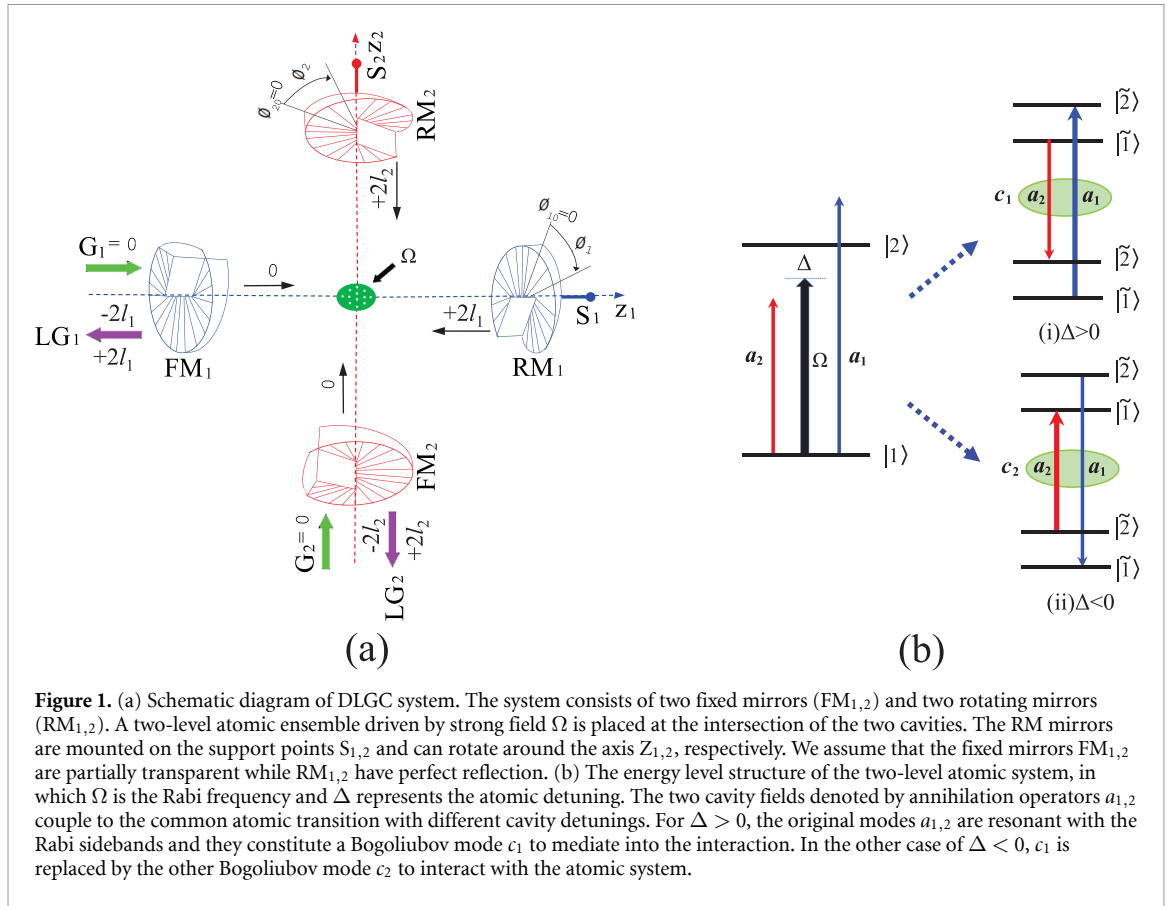 S₂ z₂
ø₂
ø₂₀=0
RM₂
+2l₂
G₁ = 0
0
Ω
ø₁₀=0
ø₁
-2l₁
LG₁
+2l₁
FM₁
+2l₁
RM₁
S₁
z₁
0
FM₂
G₂= 0
-2l₂
+2l₂
LG₂
(a)
|2⟩
Δ
a₂
Ω
a₁
|1⟩
|2̃⟩
|1̃⟩
c₁ a₂ a₁
|2̃⟩
|1̃⟩
(i)Δ>0
|2̃⟩
|1̃⟩
c₂ a₂ a₁
|2̃⟩
|1̃⟩
(ii)Δ<0
(b)
Figure 1. (a) Schematic diagram of DLGC system. The system consists of two fixed mirrors (FM₁,₂) and two rotating mirrors
(RM₁,₂). A two-level atomic ensemble driven by strong field Ω is placed at the intersection of the two cavities. The RM mirrors
are mounted on the support points S₁,₂ and can rotate around the axis Z₁,₂, respectively. We assume that the fixed mirrors FM₁,₂
are partially transparent while RM₁,₂ have perfect reflection. (b) The energy level structure of the two-level atomic system, in
which Ω is the Rabi frequency and Δ represents the atomic detuning. The two cavity fields denoted by annihilation operators a₁,₂
couple to the common atomic transition with different cavity detunings. For Δ > 0, the original modes a₁,₂ are resonant with the
Rabi sidebands and they constitute a Bogoliubov mode c₁ to mediate into the interaction. In the other case of Δ < 0, c₁ is
replaced by the other Bogoliubov mode c₂ to interact with the atomic system.